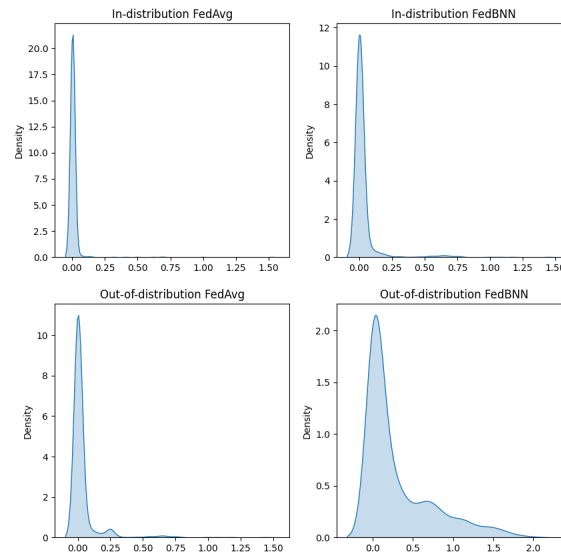 In-distribution FedAvg
Density
20.0
17.5
15.0
12.5
10.0
7.5
5.0
2.5
0.0
0.00 0.25 0.50 0.75 1.00 1.25 1.50
In-distribution FedBNN
Density
12
10
8
6
4
2
0
0.00 0.25 0.50 0.75 1.00 1.25 1.50
Out-of-distribution FedAvg
Density
10
8
6
4
2
0
0.00 0.25 0.50 0.75 1.00 1.25 1.50
Out-of-distribution FedBNN
Density
2.0
1.5
1.0
0.5
0.0
0.0 0.5 1.0 1.5 2.0